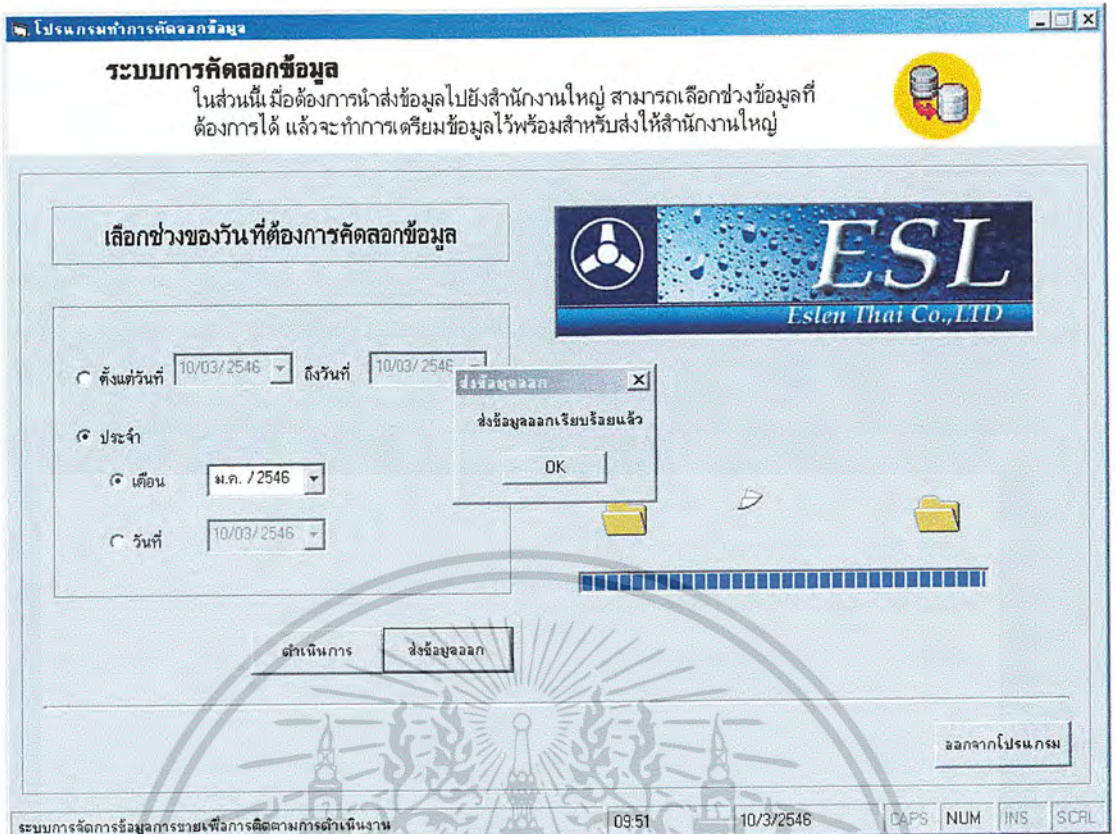 โปรแกรมทำการคัดลอกข้อมูล
ระบบการคัดลอกข้อมูล
ในส่วนนี้เมื่อต้องการนำส่งข้อมูลไปยังสำนักงานใหญ่ สามารถเลือกช่วงข้อมูลที่
ต้องการได้ แล้วจะทำการเตรียมข้อมูลไว้พร้อมสำหรับส่งให้สำนักงานใหญ่
เลือกช่วงของวันที่ต้องการคัดลอกข้อมูล
ESL
Eslen Thai Co.,LTD
ตั้งแต่วันที่ 10/03/2546 ถึงวันที่ 10/03/2546
ส่งข้อมูลออก
ส่งข้อมูลออกเรียบร้อยแล้ว
OK
ประจำ
เดือน ม.ค. / 2546
วันที่ 10/03/2546
ดำเนินการ ส่งข้อมูลออก
ออกจากโปรแกรม
ระบบการจัดการข้อมูลการขายเพื่อการติดตามการดำเนินงาน 09:51 10/3/2546 CAPS NUM INS SCRL